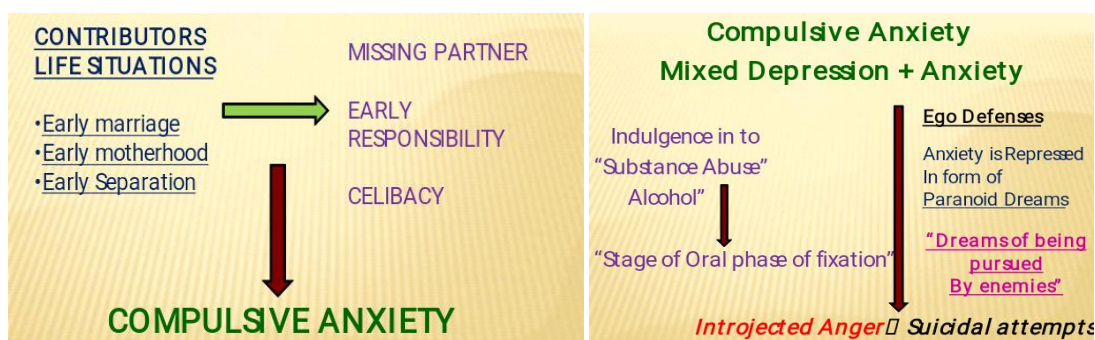 CONTRIBUTORS
LIFE SITUATIONS
•Early marriage
•Early motherhood
•Early Separation
MISSING PARTNER
EARLY
RESPONSIBILITY
CELIBACY
COMPULSIVE ANXIETY
Compulsive Anxiety
Mixed Depression + Anxiety
Indulgence in to
“Substance Abuse”
Alcohol”
“Stage of Oral phase of fixation”
Ego Defenses
Anxiety is Repressed
In form of
Paranoid Dreams
“Dreams of being
pursued
By enemies”
Introjected Anger▯ Suicidal attempts